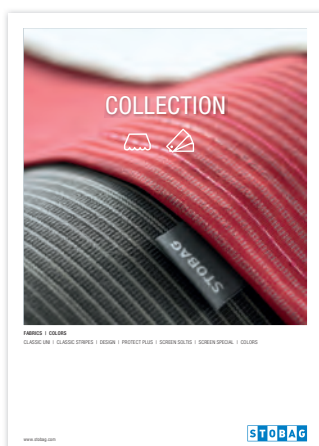 COLLECTION
STOBAG
FABRICS | COLORS
CLASSIC UNI | CLASSIC STRIPES | DESIGN | PROTECT PLUS | SCREEN SOLTIS | SCREEN SPECIAL | COLORS
www.stobag.com
STOBAG